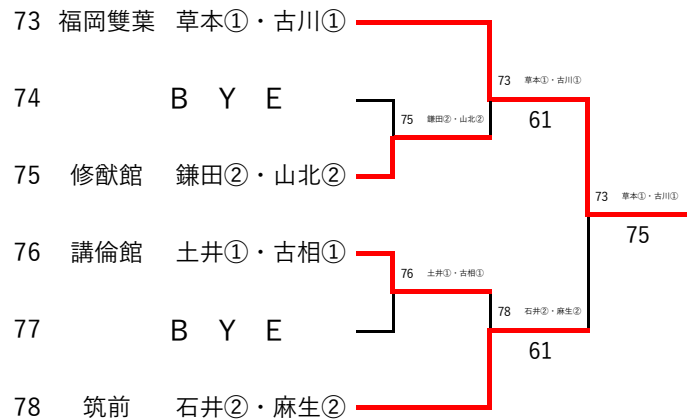 73 福岡雙葉 草本①・古川①
73 草本①・古川①
74 B Y E
61
75 鎌田②・山北②
75 修猷館 鎌田②・山北②
73 草本①・古川①
75
76 講倫館 土井①・古相①
76 土井①・古相①
78 石井②・麻生②
77 B Y E
61
78 筑前 石井②・麻生②